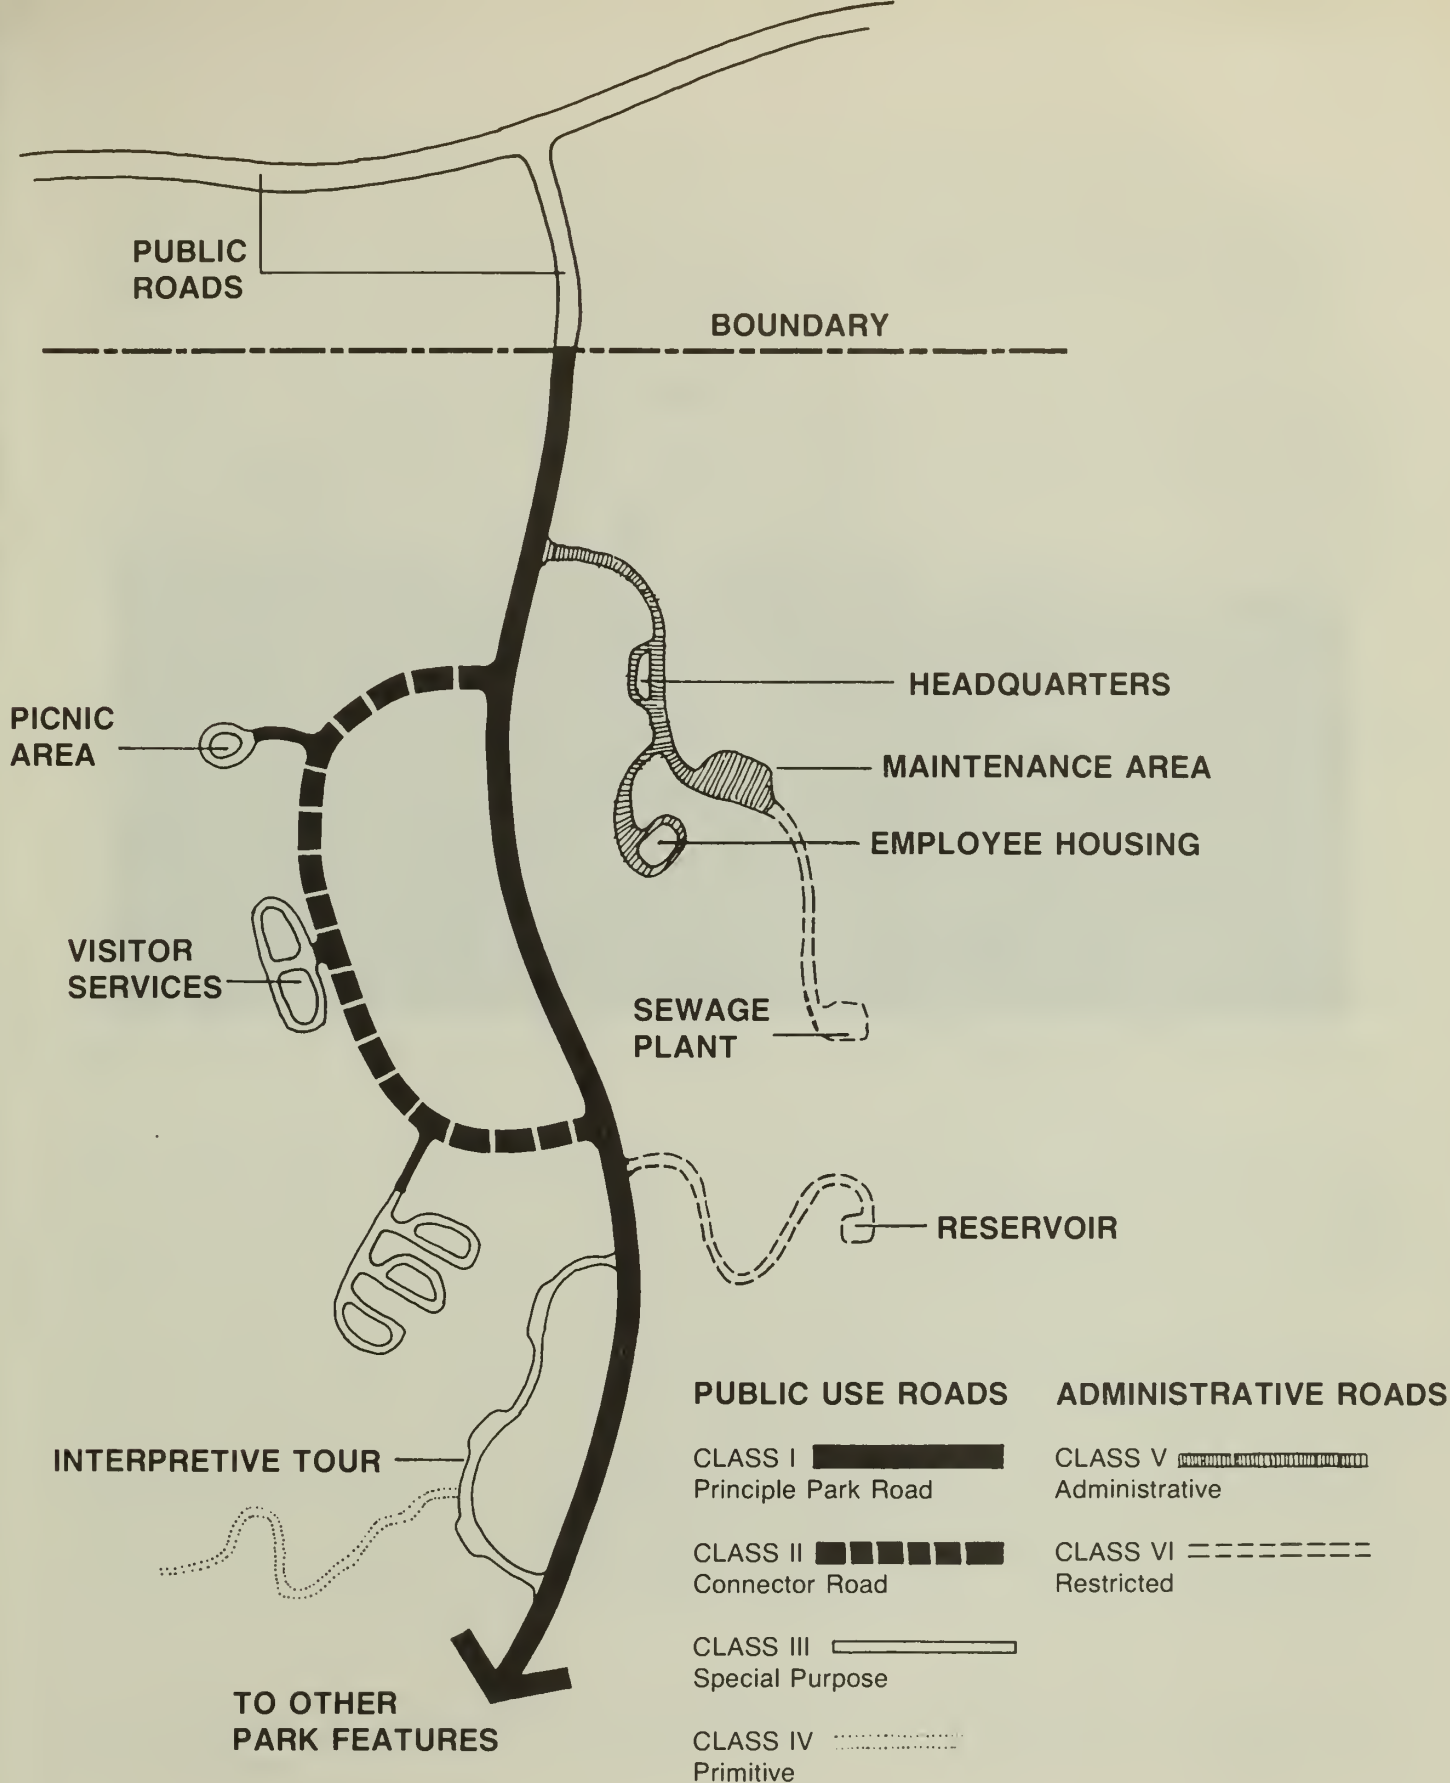 PUBLIC
ROADS
BOUNDARY
HEADQUARTERS
PICNIC
AREA
MAINTENANCE AREA
EMPLOYEE HOUSING
VISITOR
SERVICES
SEWAGE
PLANT
RESERVOIR
INTERPRETIVE TOUR
TO OTHER
PARK FEATURES
PUBLIC USE ROADS
CLASS I
Principle Park Road
CLASS II
Connector Road
CLASS III
Special Purpose
CLASS IV
Primitive
ADMINISTRATIVE ROADS
CLASS V
Administrative
CLASS VI
Restricted